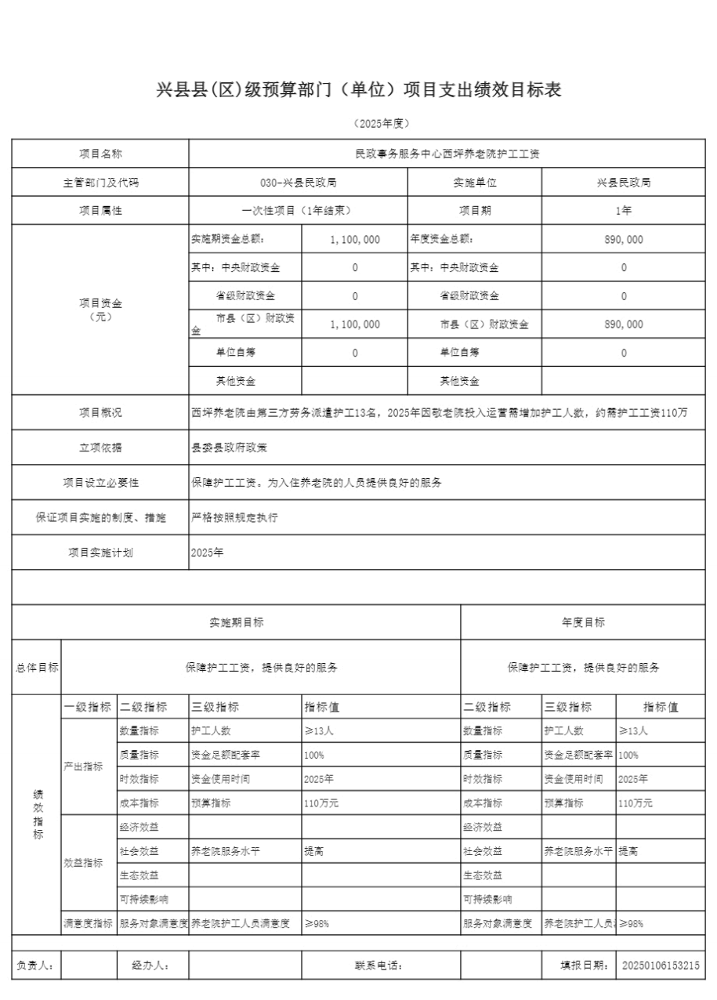 兴县县(区)级预算部门（单位）项目支出绩效目标表
（2025年度）
项目名称 民政事务服务中心西坪养老院护工工资
主管部门及代码 030-兴县民政局 实施单位 兴县民政局
项目属性 一次性项目（1年结束） 项目期 1年
项目资金
（元）
实施期资金总额： 1,100,000 年度资金总额： 890,000
其中：中央财政资金 0 其中：中央财政资金 0
省级财政资金 0 省级财政资金 0
市县（区）财政资
金 1,100,000 市县（区）财政资金 890,000
单位自筹 0 单位自筹 0
其他资金 其他资金
项目概况 西坪养老院由第三方劳务派遣护工13名，2025年因敬老院投入运营需增加护工人数，约需护工工资110万
立项依据 县委县政府政策
项目设立必要性 保障护工工资。为入住养老院的人员提供良好的服务
保证项目实施的制度、措施 严格按照规定执行
项目实施计划 2025年
实施期目标 年度目标
总体目标 保障护工工资，提供良好的服务 保障护工工资，提供良好的服务
绩
效
指
标
一级指标 二级指标 三级指标 指标值 二级指标 三级指标 指标值
产出指标
数量指标 护工人数 ≥13人 数量指标 护工人数 ≥13人
质量指标 资金足额配套率 100% 质量指标 资金足额配套率 100%
时效指标 资金使用时间 2025年 时效指标 资金使用时间 2025年
成本指标 预算指标 110万元 成本指标 预算指标 110万元
效益指标
经济效益 经济效益
社会效益 养老院服务水平 提高 社会效益 养老院服务水平 提高
生态效益 生态效益
可持续影响 可持续影响
满意度指标 服务对象满意度 养老院护工人员满意度 ≥98% 服务对象满意度 养老院护工人员 ≥98%
负责人： 经办人： 联系电话： 填报日期： 20250106153215